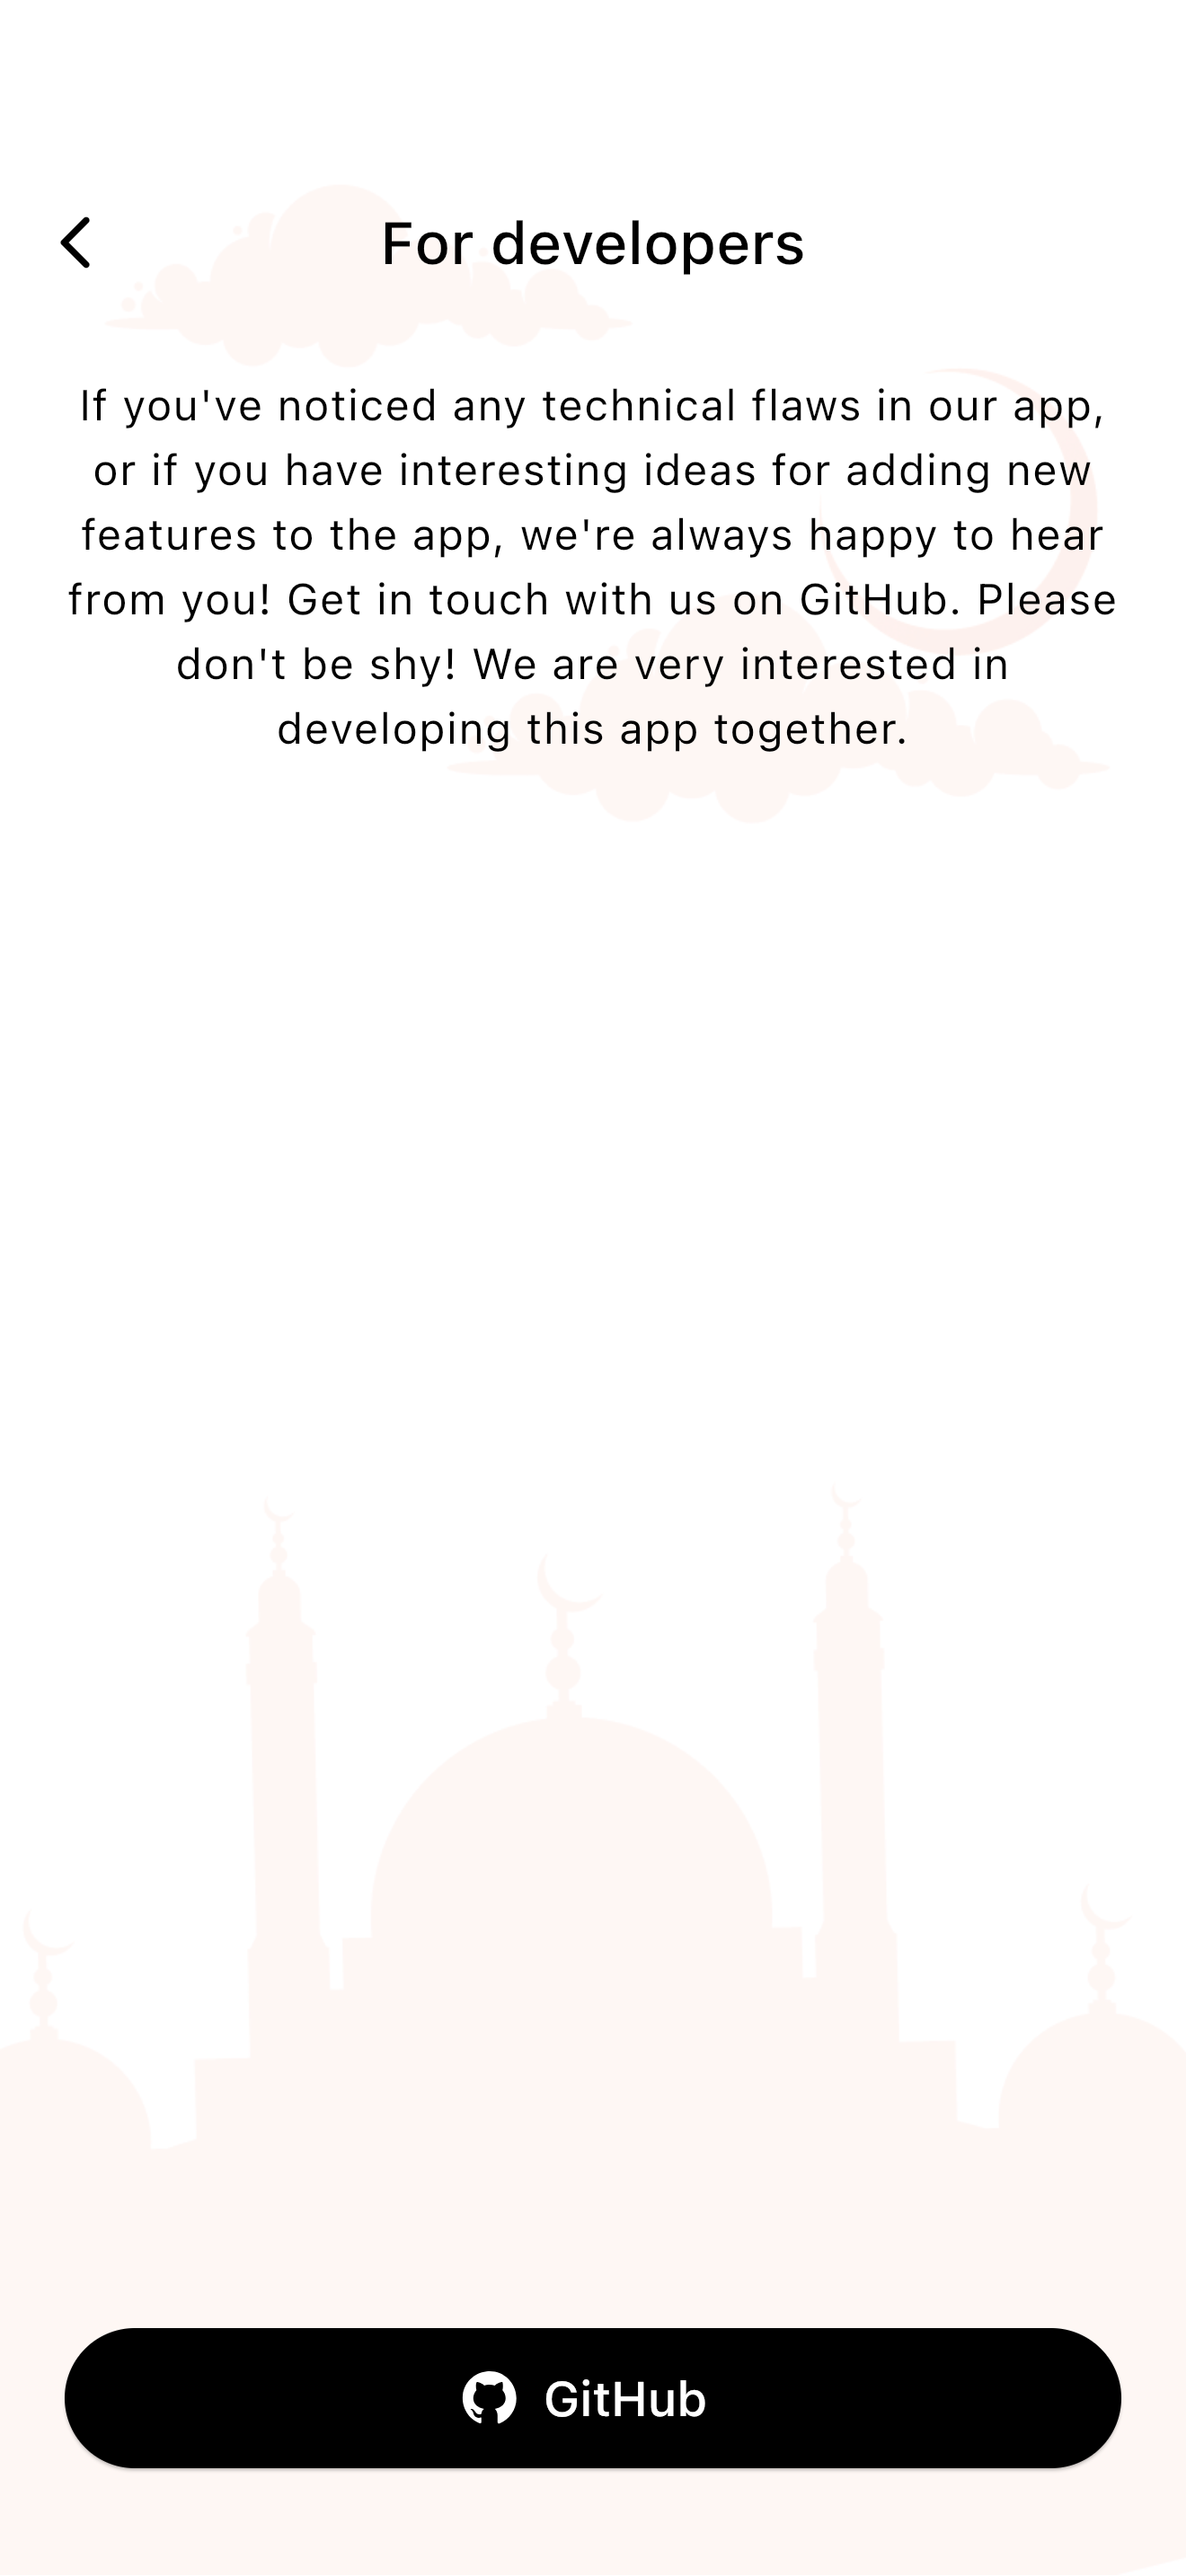 For developers
If you've noticed any technical flaws in our app,
or if you have interesting ideas for adding new
features to the app, we're always happy to hear
from you! Get in touch with us on GitHub. Please
don't be shy! We are very interested in
developing this app together.
GitHub